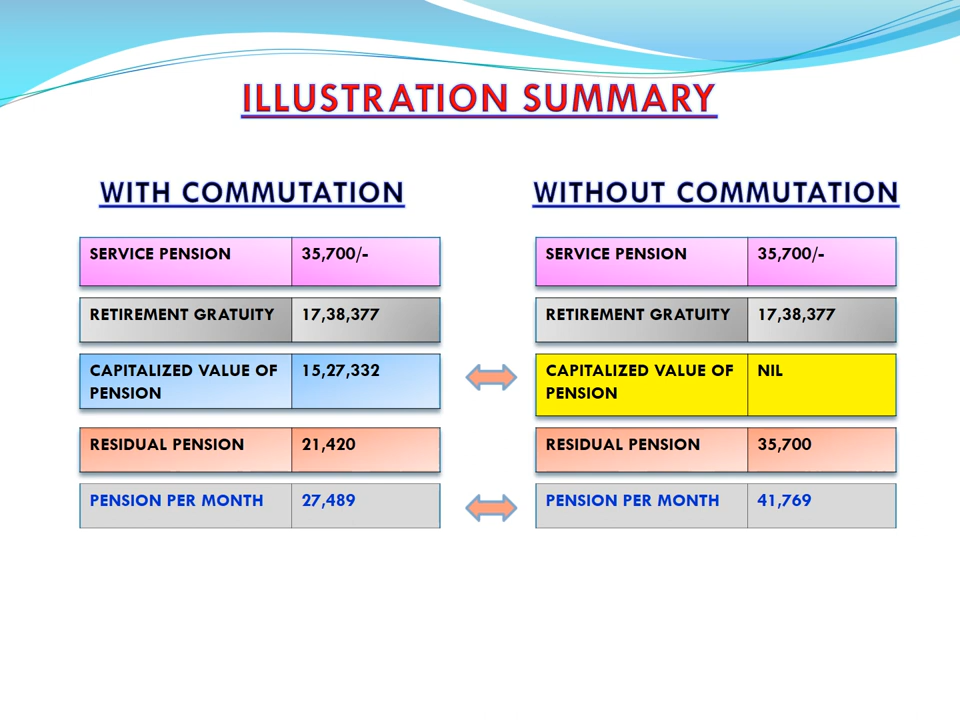 ILLUSTRATION SUMMARY
WITH COMMUTATION
SERVICE PENSION 35,700/-
RETIREMENT GRATUITY 17,38,377
CAPITALIZED VALUE OF 15,27,332
PENSION
RESIDUAL PENSION 21,420
PENSION PER MONTH 27,489
WITHOUT COMMUTATION
SERVICE PENSION 35,700/-
RETIREMENT GRATUITY 17,38,377
CAPITALIZED VALUE OF NIL
PENSION
RESIDUAL PENSION 35,700
PENSION PER MONTH 41,769